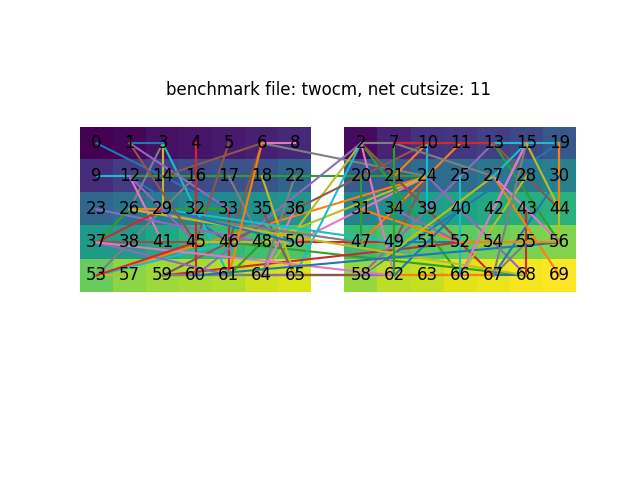 benchmark file: twocm, net cutsize: 11
0 1 3 4 5 6 8 2 7 10 11 13 15 19
9 12 14 16 17 18 22 20 21 24 25 27 28 30
23 26 29 32 33 35 36 31 34 39 40 42 43 44
37 38 41 45 46 48 50 47 49 51 52 54 55 56
53 57 59 60 61 64 65 58 62 63 66 67 68 69